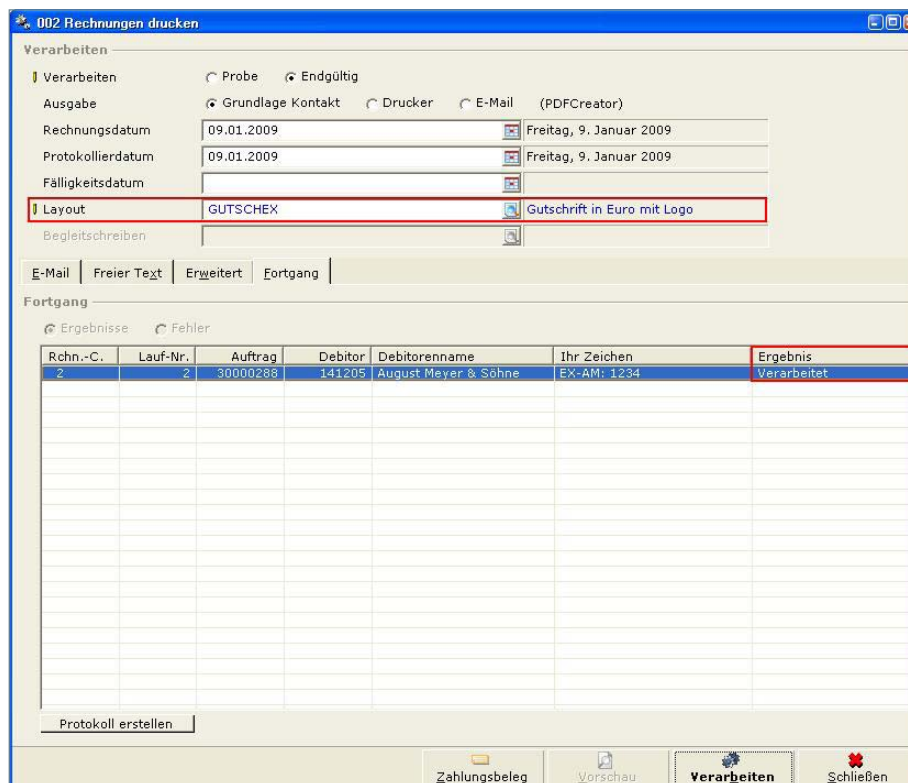 002 Rechnungen drucken
Verarbeiten
Verarbeiten Probe Endgültig
Ausgabe Grundlage Kontakt Drucker E-Mail (PDFCreator)
Rechnungsdatum 09.01.2009 Freitag, 9. Januar 2009
Protokollierdatum 09.01.2009 Freitag, 9. Januar 2009
Fälligkeitsdatum
Layout GUTSCHEX Gutschrift in Euro mit Logo
Begleitschreiben
E-Mail Freier Text Erweitert Fortgang
Fortgang
Ergebnisse Fehler
Rchn.-C. Lauf-Nr. Auftrag Debitor Debitorenname Ihr Zeichen Ergebnis
2 2 30000288 141205 August Meyer & Söhne EX-AM: 1234 Verarbeitet
Protokoll erstellen
Zahlungsbeleg Vorschau Verarbeiten Schließen